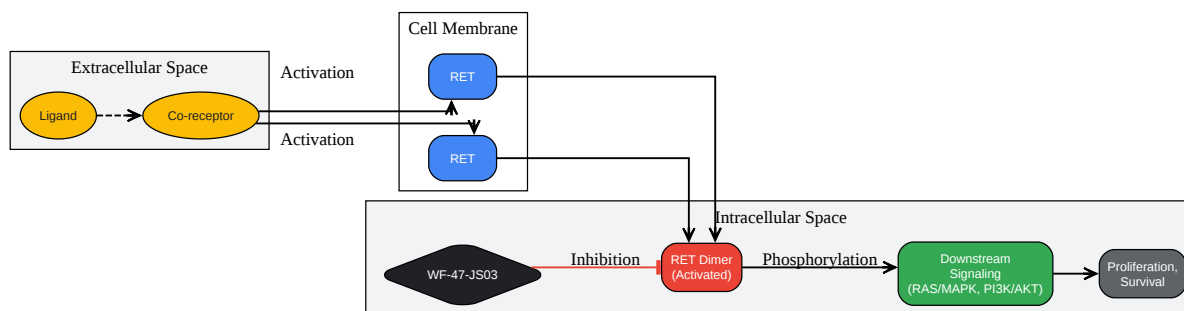 Cell Membrane
Extracellular Space
Activation
RET
Ligand
Co-receptor
Activation
RET
Intracellular Space
WF-47-JS03
Inhibition
RET Dimer
(Activated)
Phosphorylation
Downstream
Signaling
(RAS/MAPK, PI3K/AKT)
Proliferation,
Survival